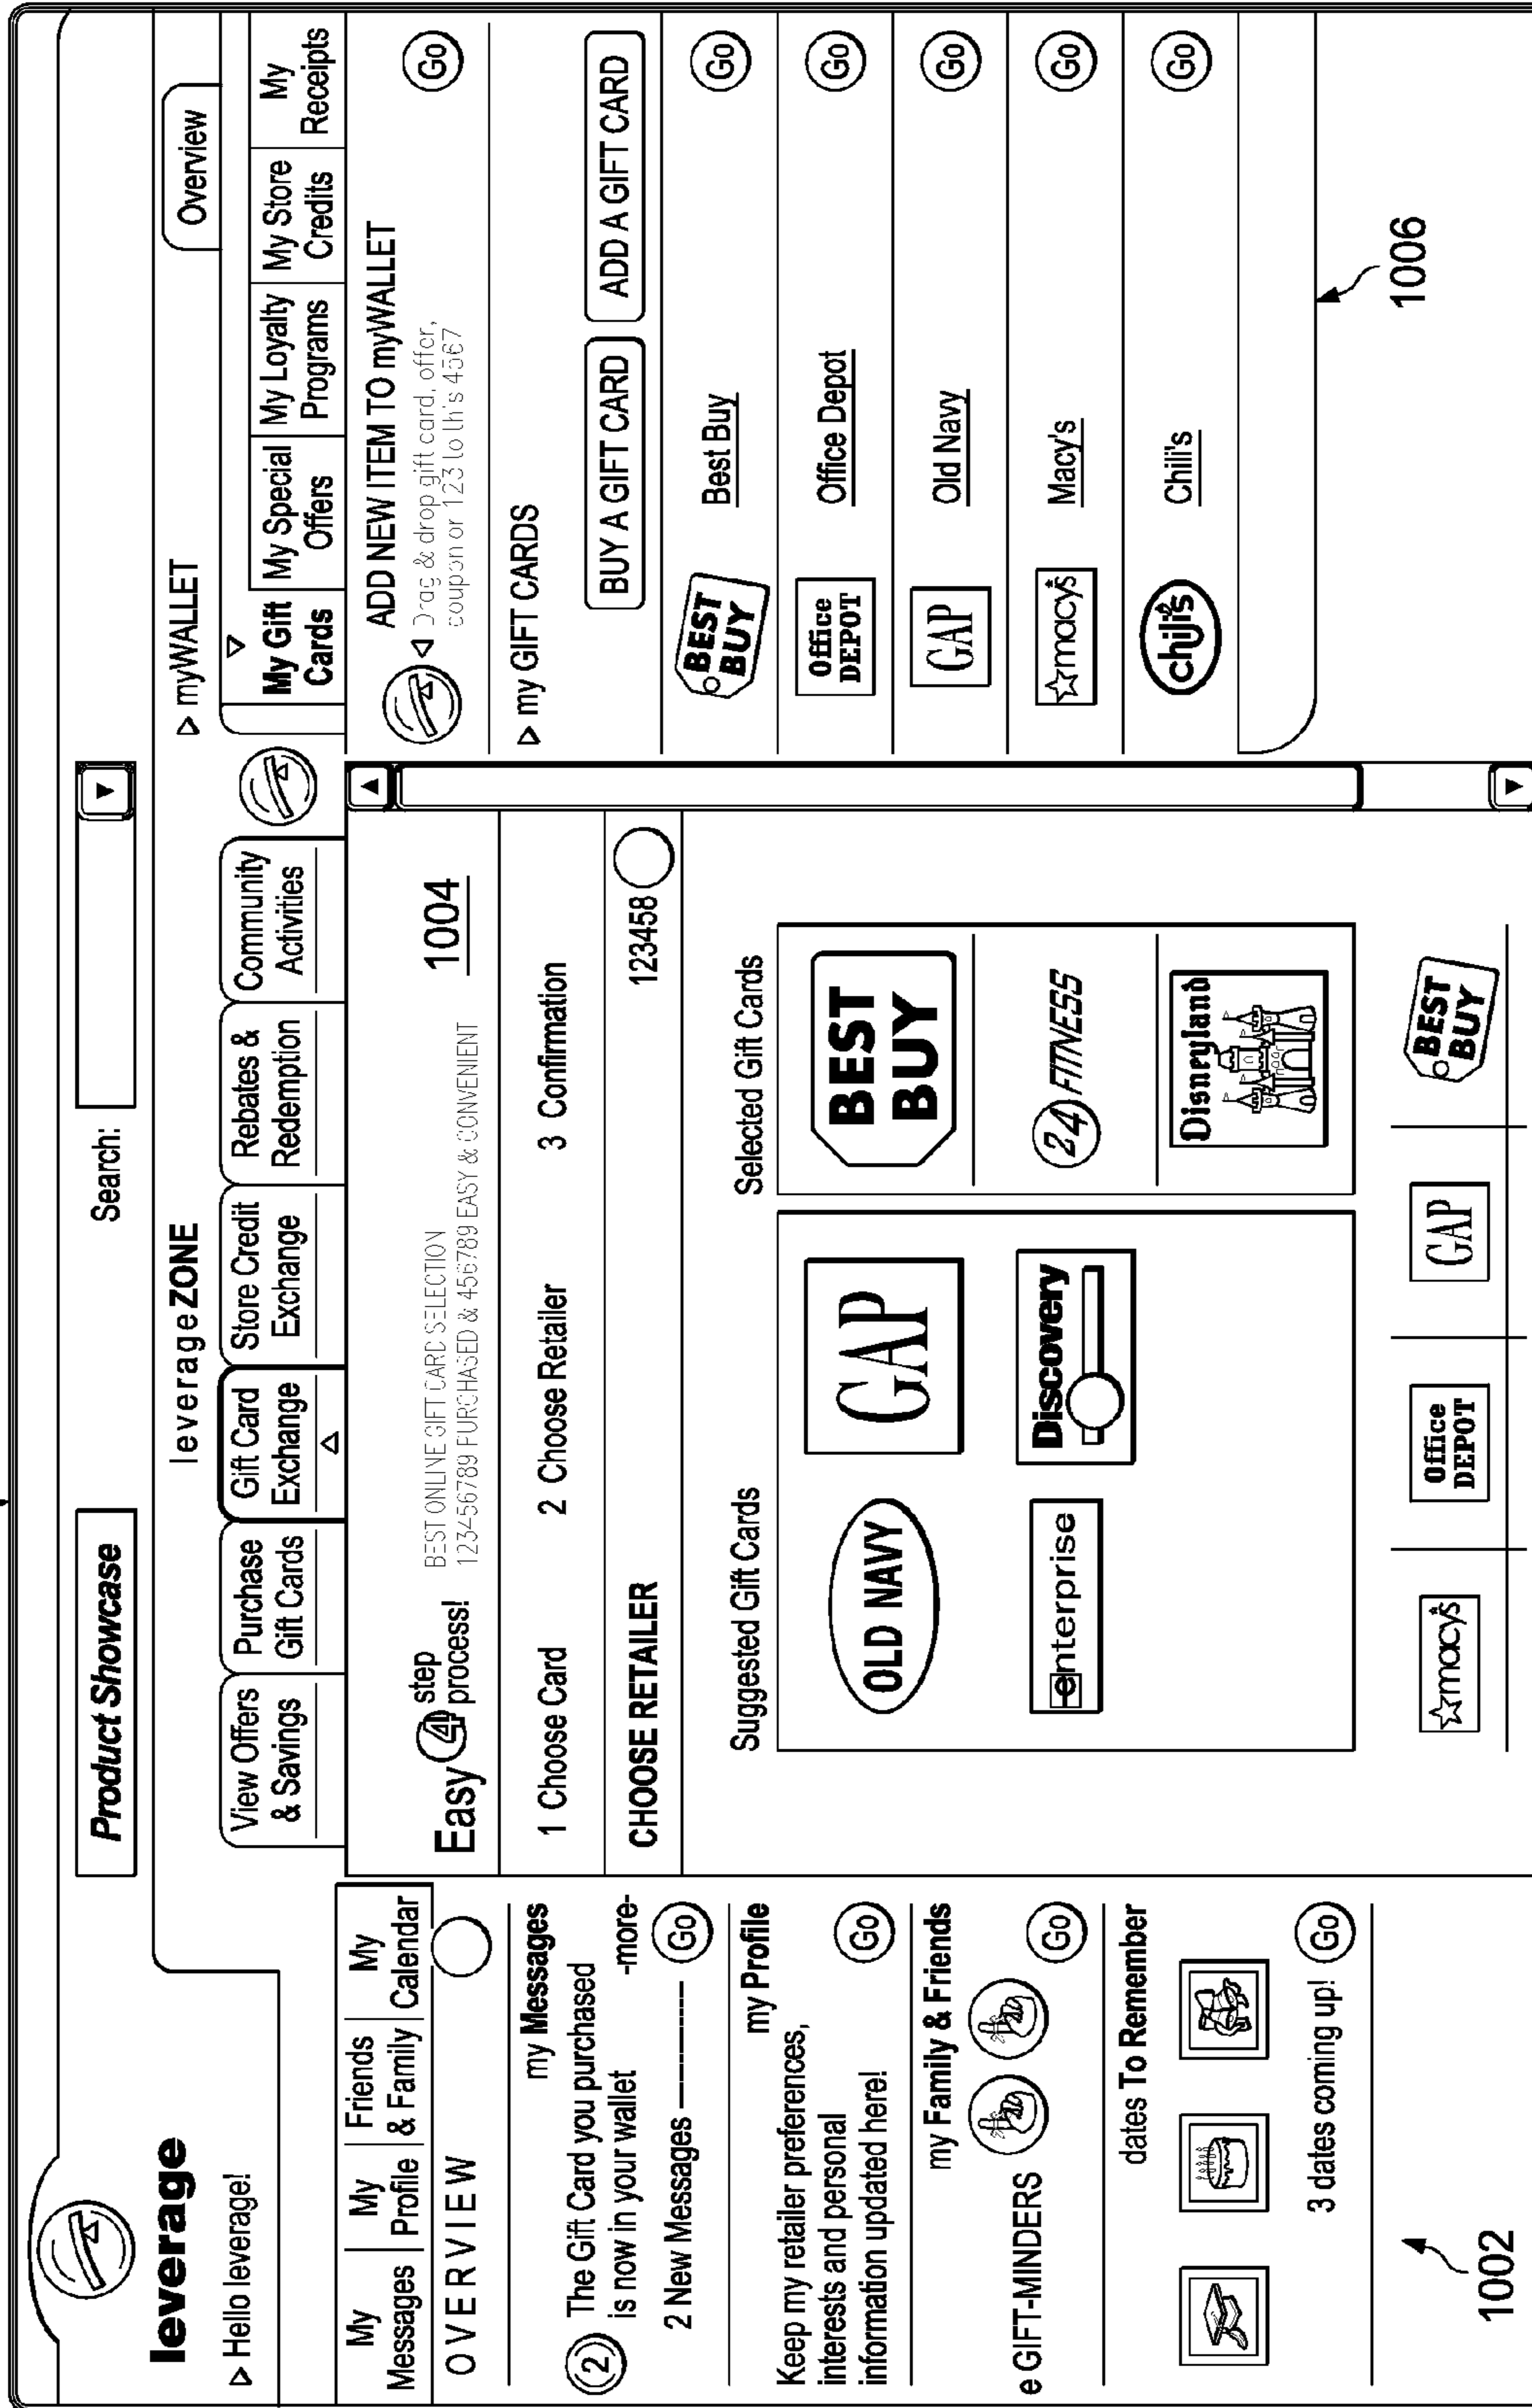 leverage
Product Showcase
Search:
▷ Hello leverage!
leverage ZONE
▷ myWALLET
Overview
My Messages
My Profile
Friends & Family
My Calendar
OVERVIEW
my Messages
2
The Gift Card you purchased
is now in your wallet
-more-
2 New Messages
Go
my Profile
Keep my retailer preferences,
interests and personal
information updated here!
Go
my Family & Friends
e GIFT-MINDERS
Go
dates To Remember
3 dates coming up!
Go
1002
View Offers
& Savings
Purchase
Gift Cards
Gift Card
Exchange
Store Credit
Exchange
Rebates &
Redemption
Community
Activities
Easy 4 step
process!
BEST ONLINE GIFT CARD SELECTION
123456789 PURCHASED & 456789 EASY & CONVENIENT
1004
1 Choose Card
2 Choose Retailer
3 Confirmation
CHOOSE RETAILER
123458
Suggested Gift Cards
Selected Gift Cards
OLD NAVY
GAP
enterprise
Discovery
BEST
BUY
24 FITNESS
Disneyland
macy's
Office
DEPOT
GAP
BEST
BUY
My Gift
Cards
My Special
Offers
My Loyalty
Programs
My Store
Credits
My
Receipts
ADD NEW ITEM TO myWALLET
Drag & drop gift card, offer,
coupon or 123 to th's 4567
Go
▷ my GIFT CARDS
BUY A GIFT CARD
ADD A GIFT CARD
BEST
BUY
Best Buy
Go
Office
DEPOT
Office Depot
Go
GAP
Old Navy
Go
macy's
Macy's
Go
chili's
Chili's
Go
1006